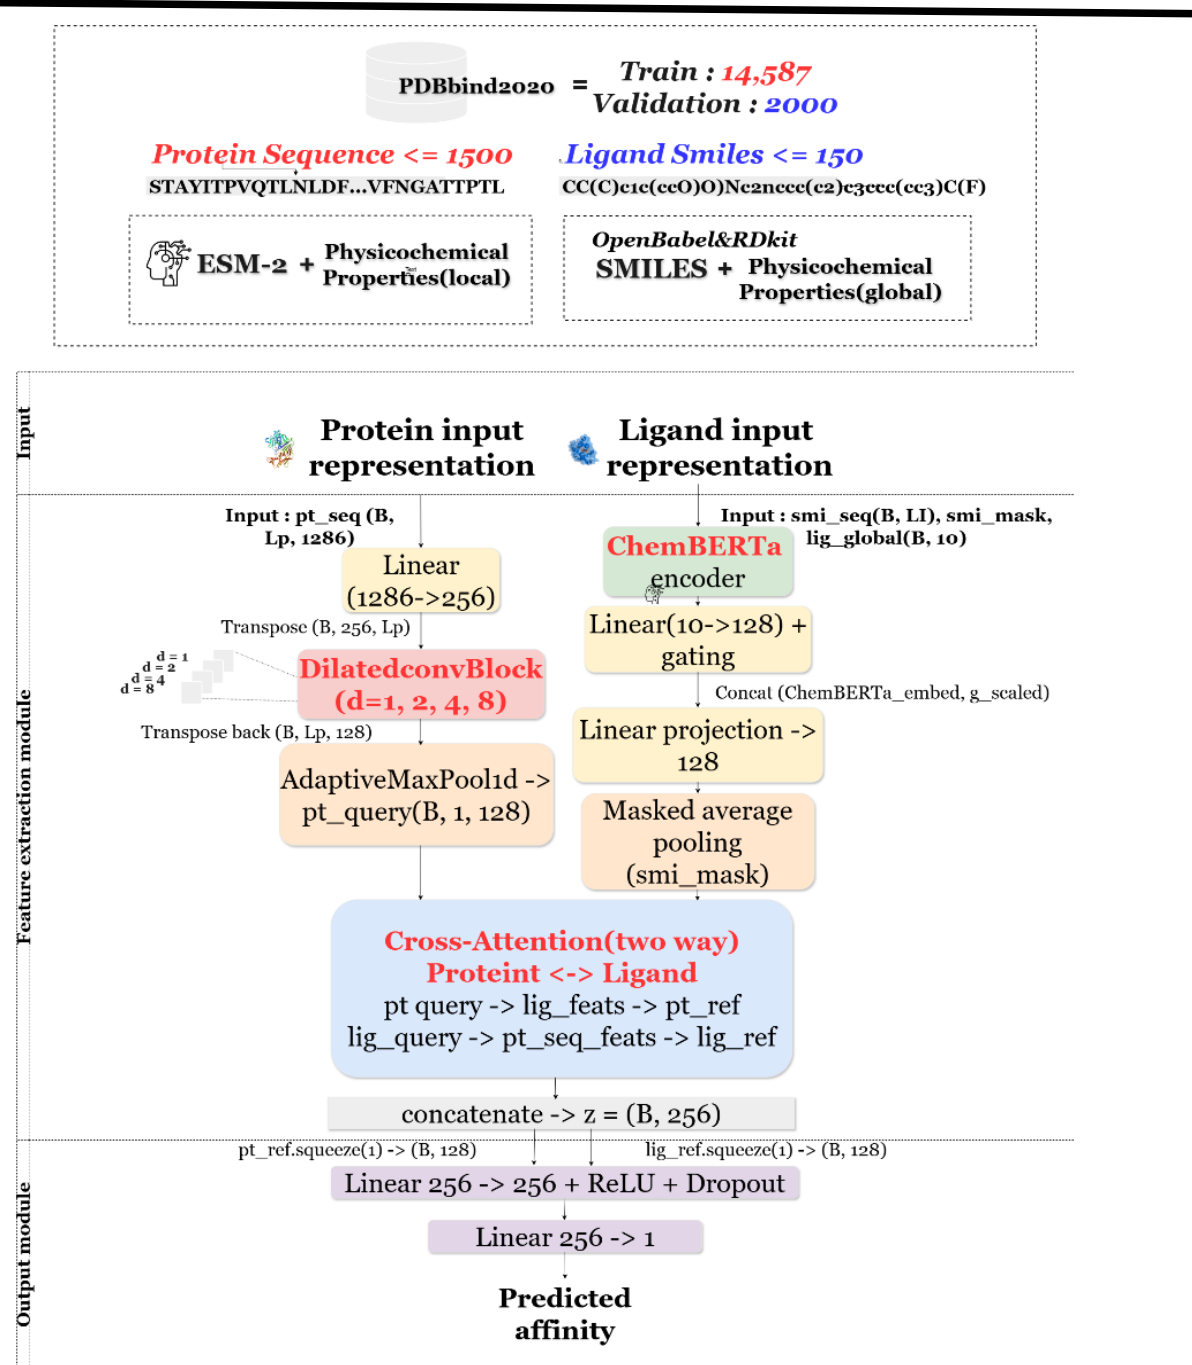 PDBbind2020 = Train : 14,587
Validation : 2000
Protein Sequence <= 1500
Ligand Smiles <= 150
STAYITPVQTLNLDF...VFNGATTPTL
CC(C)c1c(ccO)O)Nc2nccc(c2)c3ccc(cc3)C(F)
ESM-2 + Physicochemical
Properties(local)
OpenBabel&RDkit
SMILES + Physicochemical
Properties(global)
Input
Protein input
representation
Ligand input
representation
Feature extraction module
Input : pt_seq (B,
Lp, 1286)
Linear
(1286->256)
Transpose (B, 256, Lp)
d = 1
d = 2
d = 4
d = 8
DilatedconvBlock
(d=1, 2, 4, 8)
Transpose back (B, Lp, 128)
AdaptiveMaxPool1d ->
pt_query(B, 1, 128)
Input : smi_seq(B, LI), smi_mask,
lig_global(B, 10)
ChemBERTa
encoder
Linear(10->128) +
gating
Concat (ChemBERTa_embed, g_scaled)
Linear projection ->
128
Masked average
pooling
(smi_mask)
Cross-Attention(two way)
Proteint <-> Ligand
pt query -> lig_feats -> pt_ref
lig_query -> pt_seq_feats -> lig_ref
concatenate -> z = (B, 256)
Output module
pt_ref.squeeze(1) -> (B, 128)
lig_ref.squeeze(1) -> (B, 128)
Linear 256 -> 256 + ReLU + Dropout
Linear 256 -> 1
Predicted
affinity